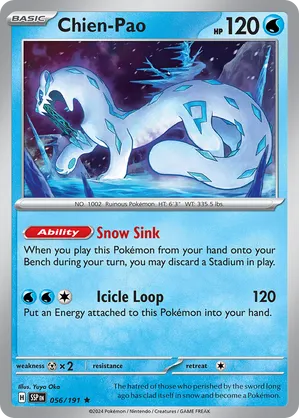 BASIC
Chien-Pao
HP 120
NO. 1002 Ruinous Pokémon HT: 6'3" WT: 335.5 lbs.
Ability Snow Sink
When you play this Pokémon from your hand onto your
Bench during your turn, you may discard a Stadium in play.
Icicle Loop 120
Put an Energy attached to this Pokémon into your hand.
weakness ×2 resistance retreat
Illus. Yuya Oka
The hatred of those who perished by the sword long
ago has clad itself in snow and become a Pokémon.
H SSP EN 056/191 ★
©2024 Pokémon / Nintendo / Creatures / GAME FREAK